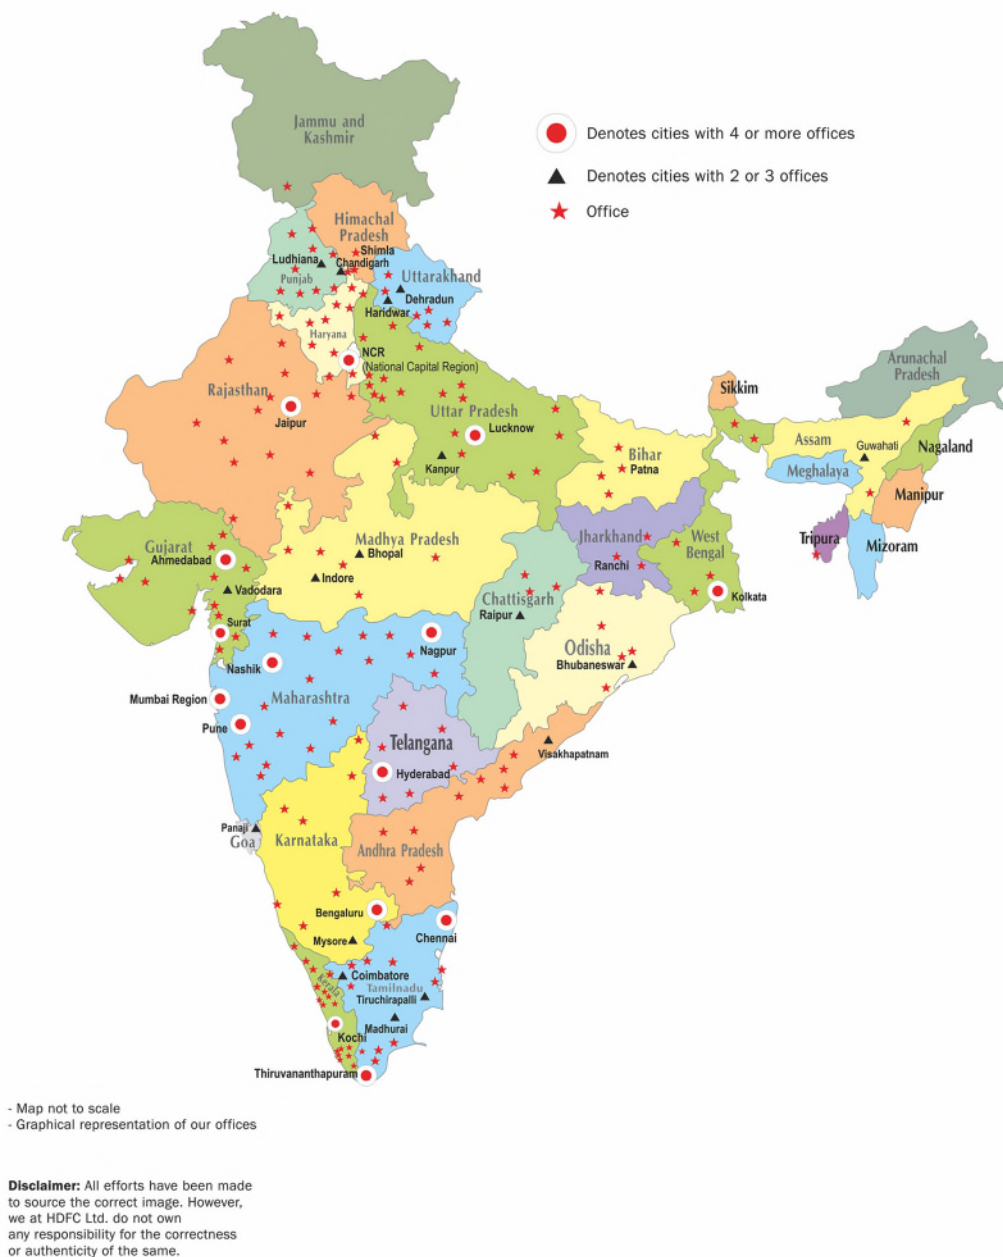 Jammu and
Kashmir
Denotes cities with 4 or more offices
Denotes cities with 2 or 3 offices
Office
Himachal
Pradesh
Shimla
Ludhiana
Chandigarh
Punjab
Uttarakhand
Dehradun
Haridwar
Haryana
NCR
(National Capital Region)
Rajasthan
Jaipur
Uttar Pradesh
Lucknow
Kanpur
Sikkim
Arunachal
Pradesh
Assam
Guwahati
Nagaland
Meghalaya
Manipur
Tripura
Mizoram
Bihar
Patna
Jharkhand
Ranchi
West
Bengal
Kolkata
Gujarat
Ahmedabad
Vadodara
Surat
Madhya Pradesh
Bhopal
Indore
Chattisgarh
Raipur
Odisha
Bhubaneswar
Nagpur
Nashik
Maharashtra
Mumbai Region
Pune
Telangana
Hyderabad
Visakhapatnam
Panaji
Goa
Karnataka
Andhra Pradesh
Bengaluru
Chennai
Mysore
Coimbatore
Tamilnadu
Tiruchirapalli
Kerala
Madhurai
Kochi
Thiruvananthapuram
- Map not to scale
- Graphical representation of our offices
Disclaimer: All efforts have been made
to source the correct image. However,
we at HDFC Ltd. do not own
any responsibility for the correctness
or authenticity of the same.